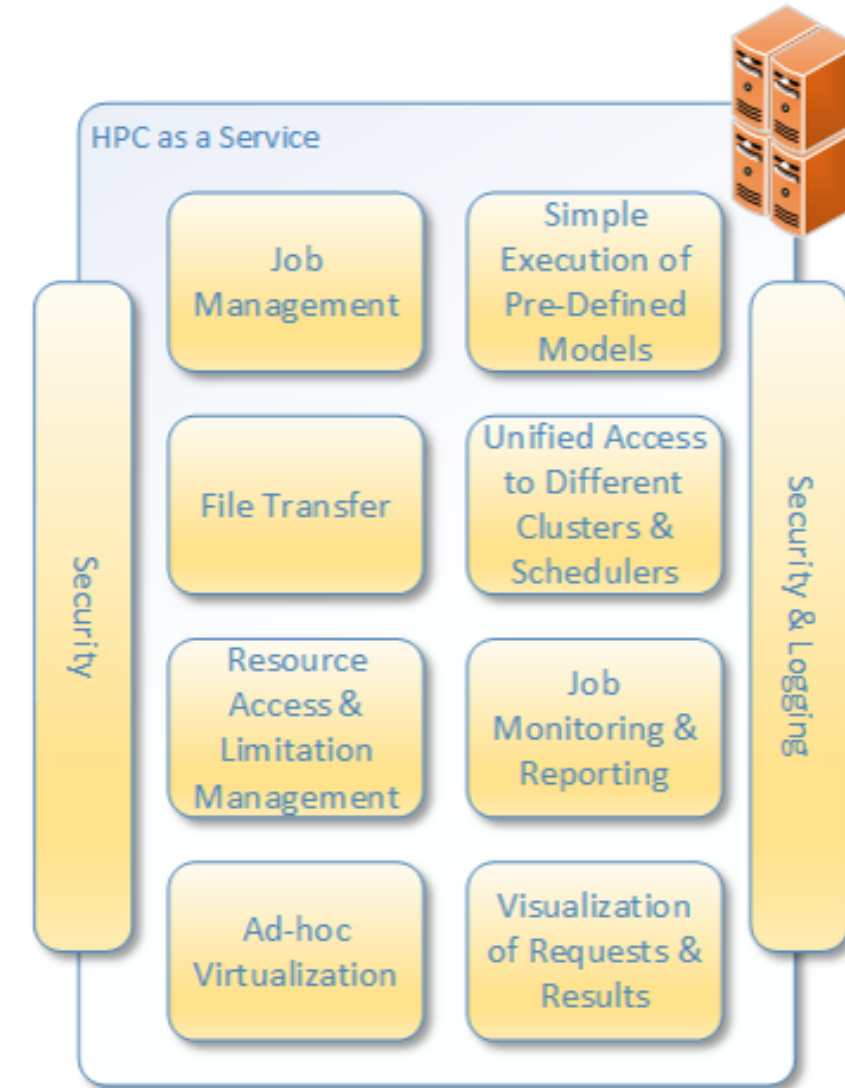 HPC as a Service
Job
Management
Simple
Execution of
Pre-Defined
Models
File Transfer
Unified Access
to Different
Clusters &
Schedulers
Resource
Access &
Limitation
Management
Job
Monitoring &
Reporting
Ad-hoc
Virtualization
Visualization
of Requests &
Results
Security
Security & Logging